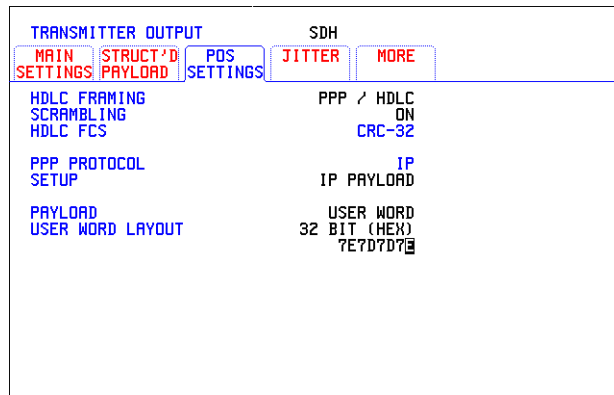 TRANSMITTER OUTPUT SDH
MAIN STRUCT'D POS JITTER MORE
SETTINGS PAYLOAD SETTINGS
HDLC FRAMING PPP / HDLC
SCRAMBLING ON
HDLC FCS CRC-32
PPP PROTOCOL IP
SETUP IP PAYLOAD
PAYLOAD USER WORD
USER WORD LAYOUT 32 BIT (HEX)
7E7D7D7E